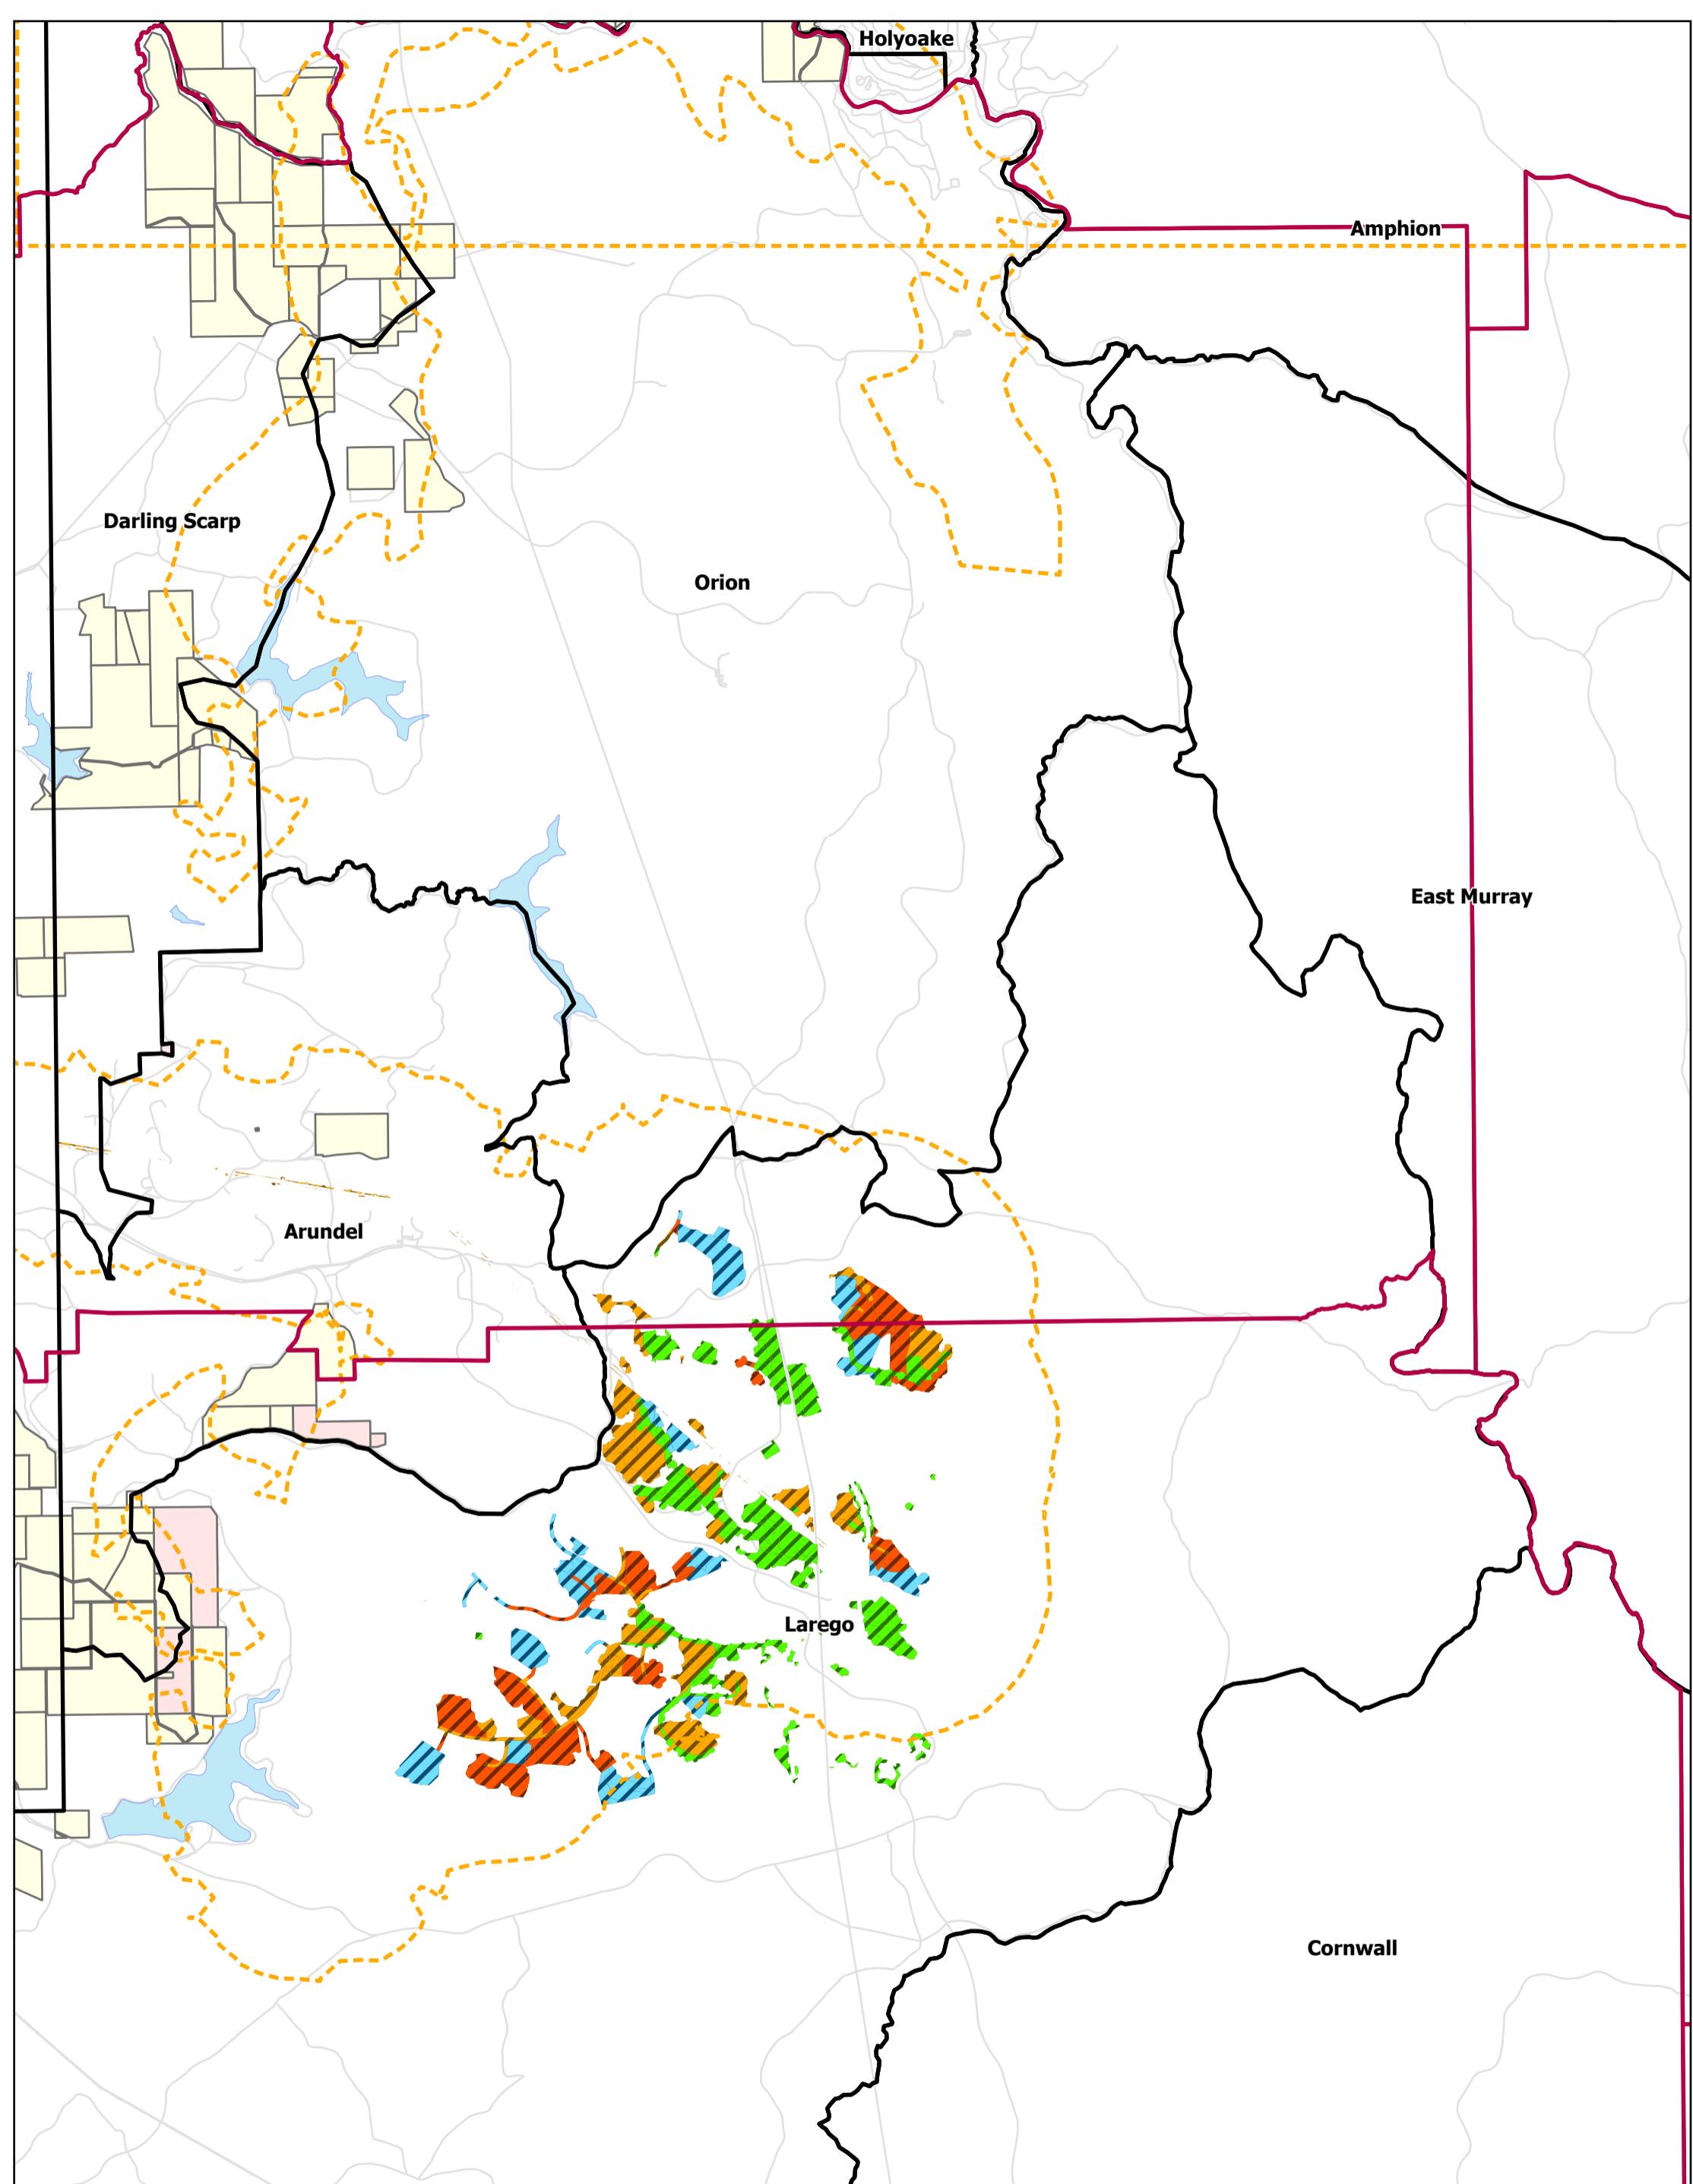 Holyoake
Amphion
Darling Scarp
Orion
East Murray
Arundel
Larego
Cornwall